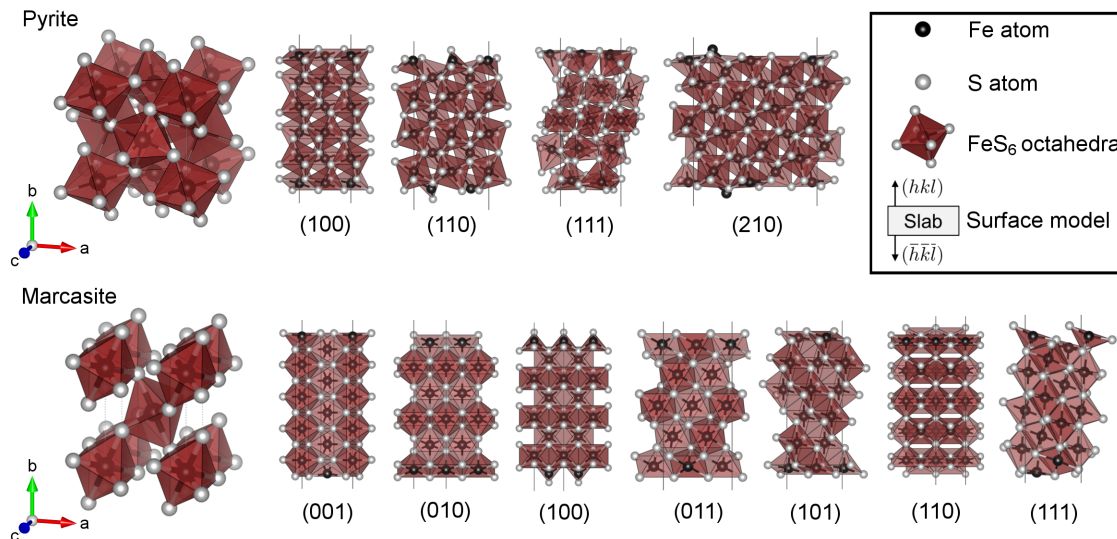 Pyrite
b
a
c
(100)
(110)
(111)
(210)
Fe atom
S atom
FeS₆ octahedra
(hkl)
Slab
Surface model
(h̄k̄l̄)
Marcasite
b
a
c
(001)
(010)
(100)
(011)
(101)
(110)
(111)